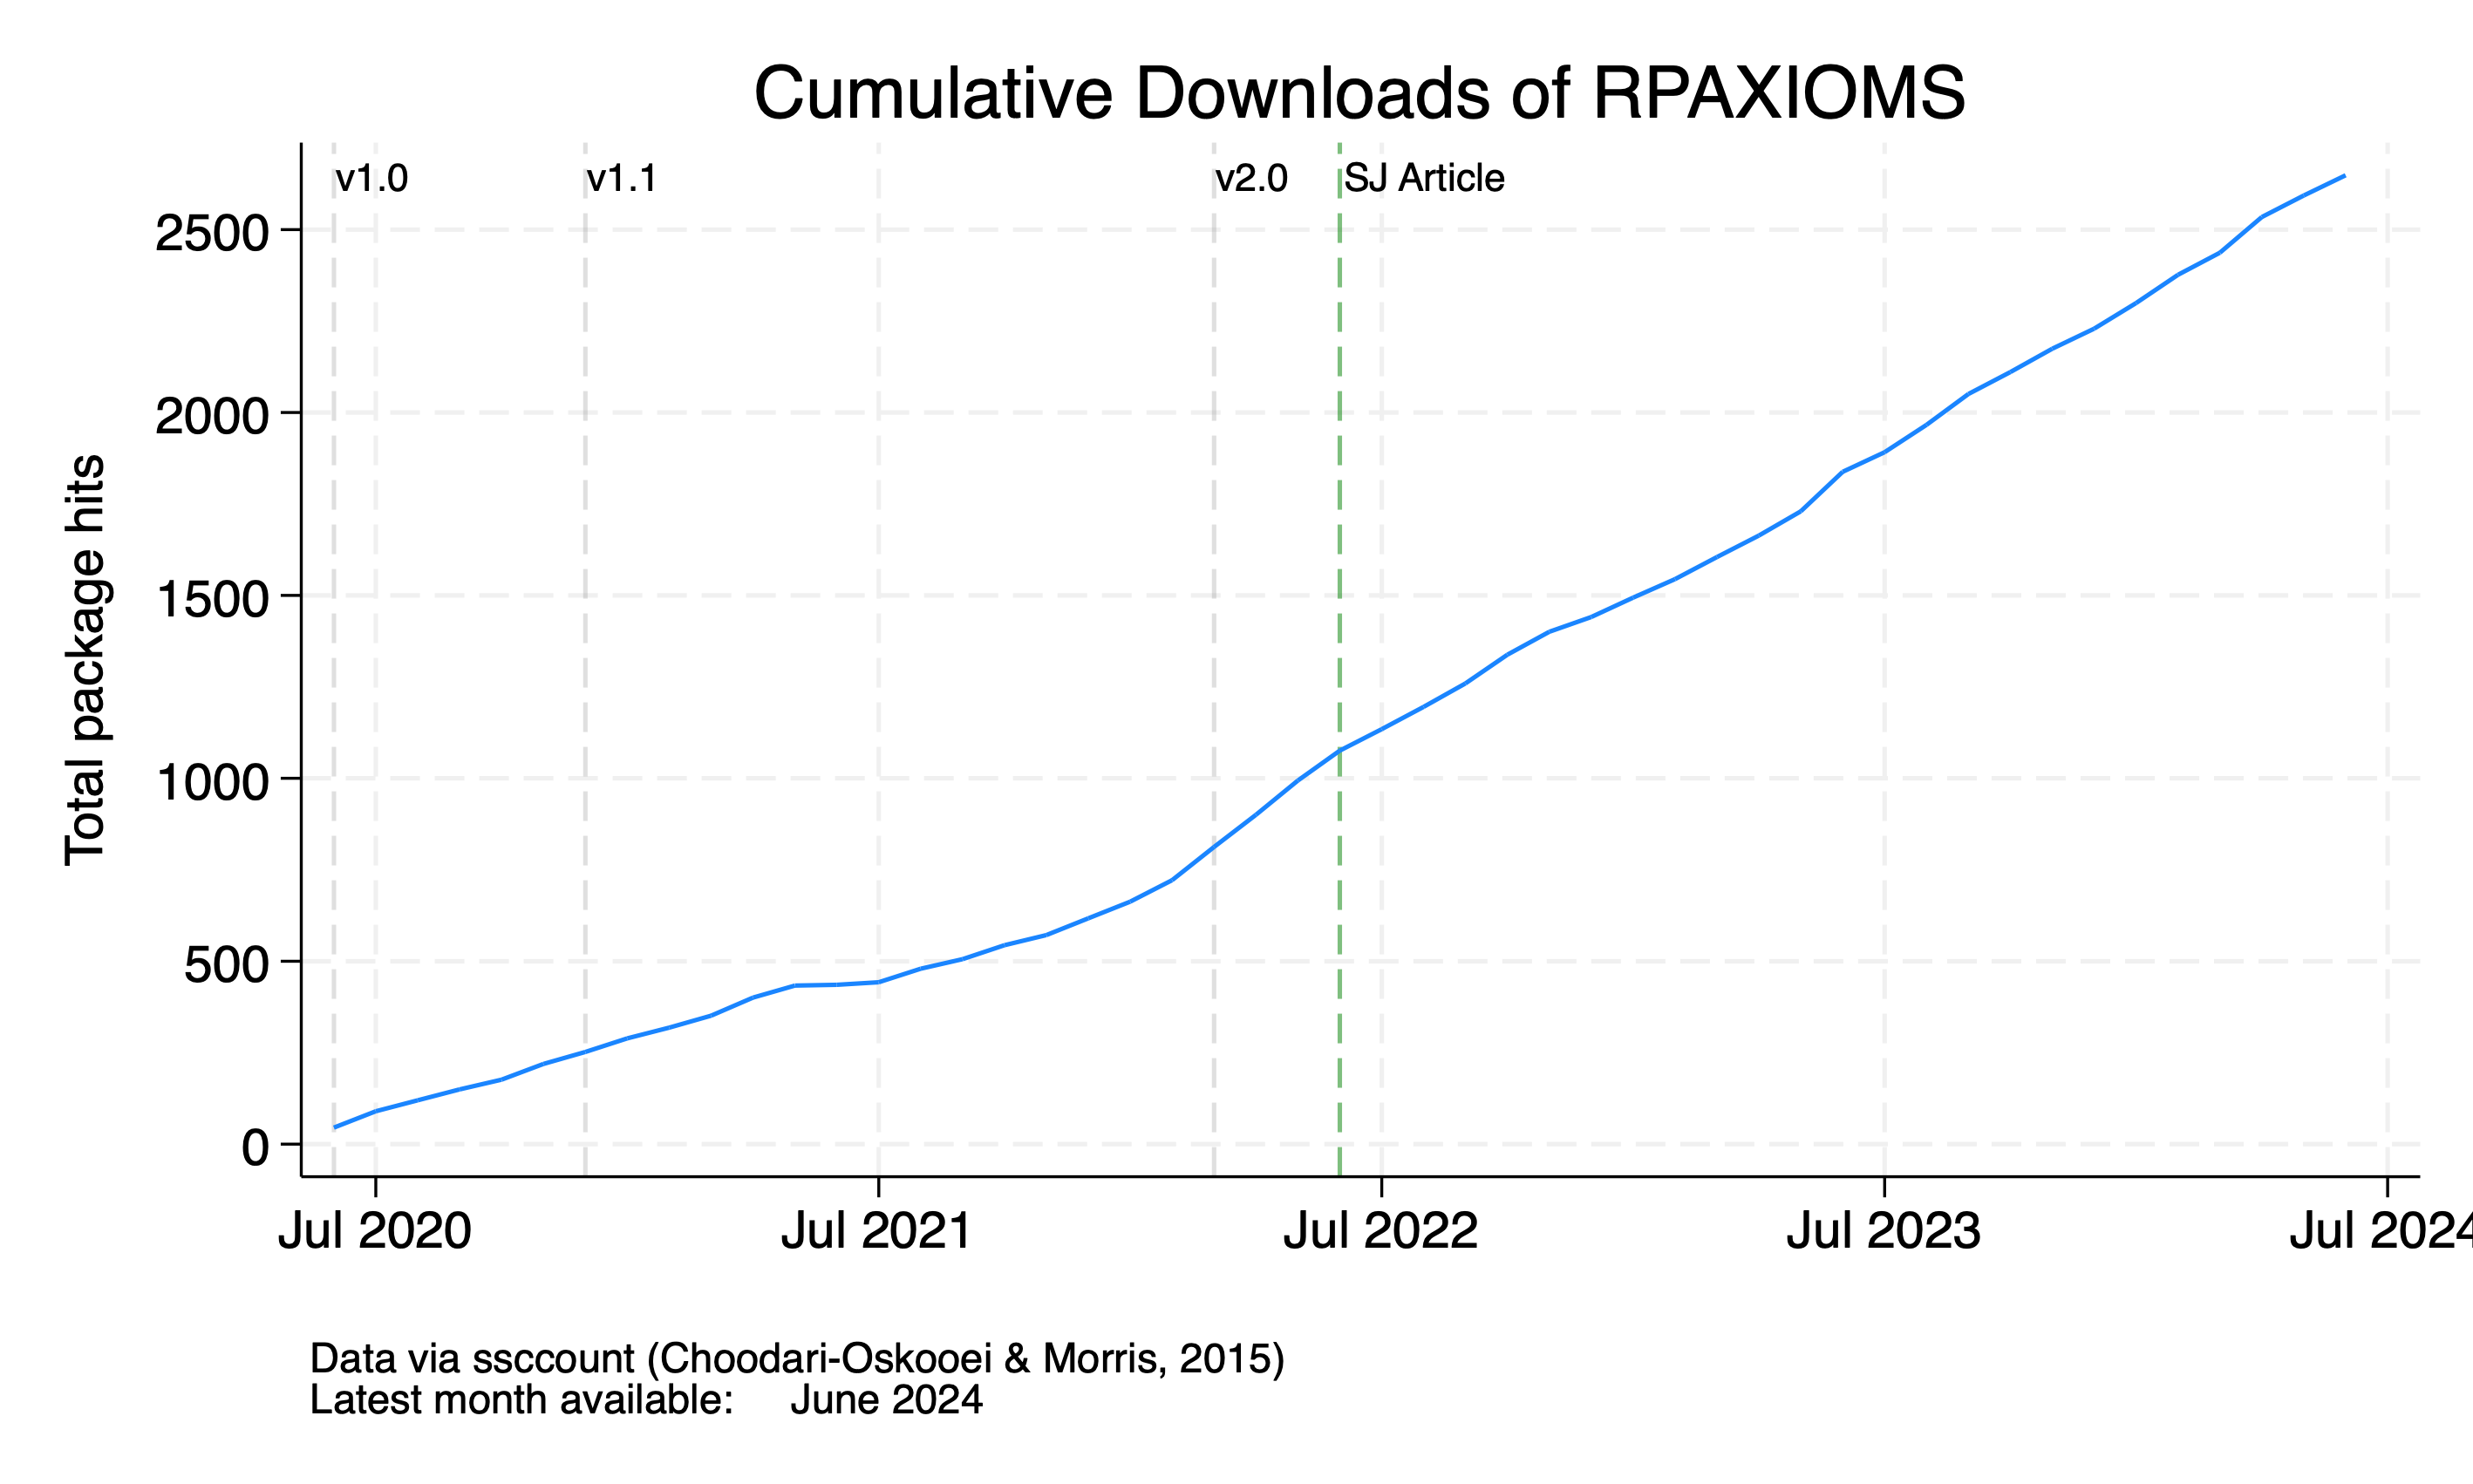 Cumulative Downloads of RPAXIOMS
v1.0 v1.1 v2.0 SJ Article
Total package hits
2500
2000
1500
1000
500
0
Jul 2020 Jul 2021 Jul 2022 Jul 2023 Jul 2024
Data via ssccount (Choodari-Oskooei & Morris, 2015)
Latest month available: June 2024